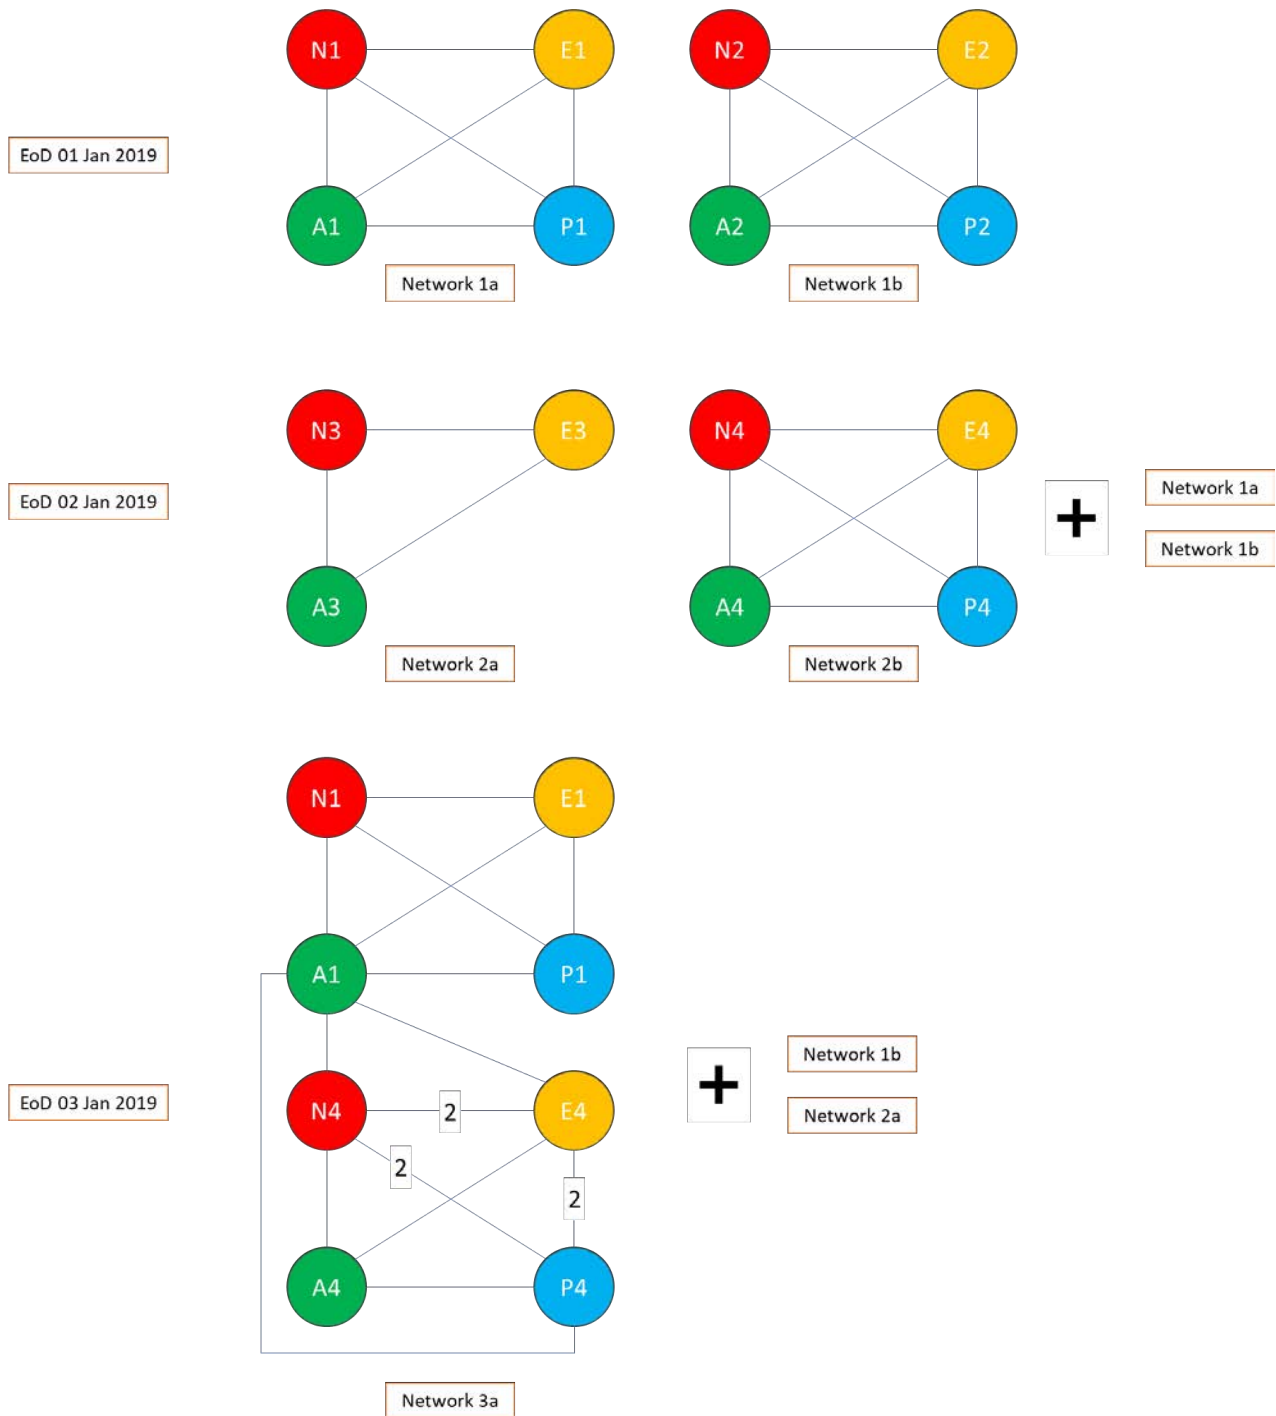 N1
E1
N2
E2
EoD 01 Jan 2019
A1
P1
A2
P2
Network 1a
Network 1b
N3
E3
N4
E4
EoD 02 Jan 2019
+
Network 1a
Network 1b
A3
A4
P4
Network 2a
Network 2b
N1
E1
A1
P1
EoD 03 Jan 2019
N4
2
E4
2
2
A4
P4
+
Network 1b
Network 2a
Network 3a